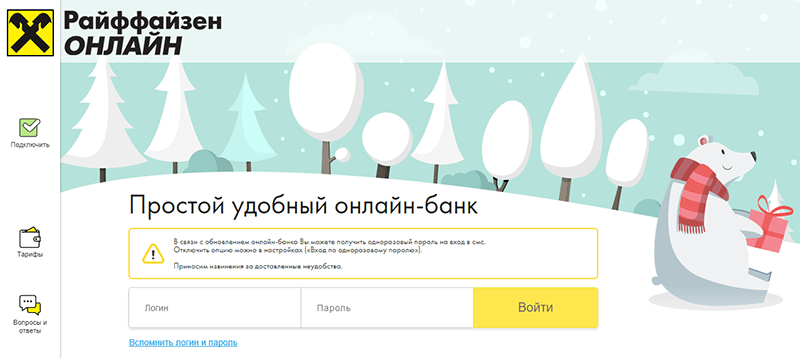 Райффайзен
ОНЛАЙН
Подключить
Тарифы
Вопросы и
ответы
Простой удобный онлайн-банк
В связи с обновлением онлайн-банка Вы можете получить одноразовый пароль на вход в смс.
Отключить опцию можно в настройках («Вход по одноразовому паролю»).
Приносим извинения за доставленные неудобства.
Логин
Пароль
Войти
Вспомнить логин и пароль